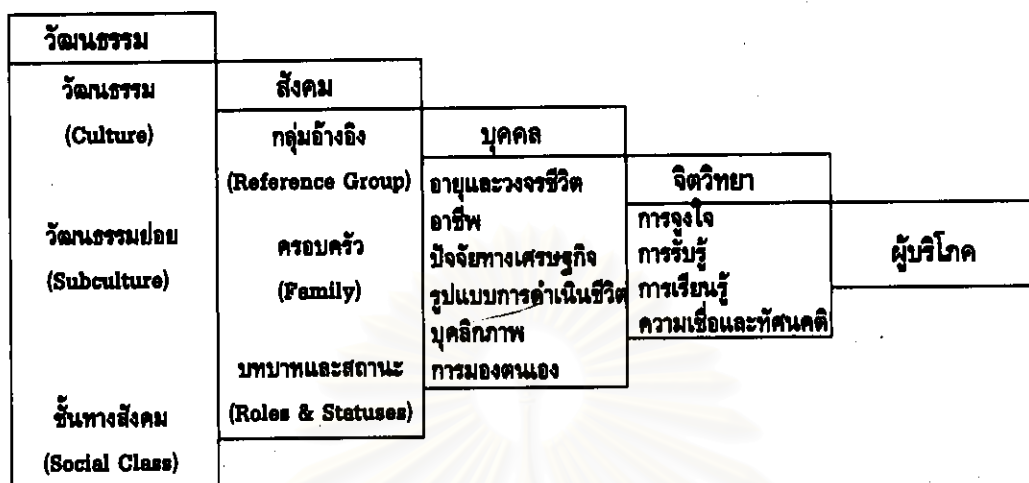 วัฒนธรรม
วัฒนธรรม
(Culture)
วัฒนธรรมย่อย
(Subculture)
ชั้นทางสังคม
(Social Class)
สังคม
กลุ่มอ้างอิง
(Reference Group)
ครอบครัว
(Family)
บทบาทและสถานะ
(Roles & Statuses)
บุคคล
อายุและวงจรชีวิต
อาชีพ
ปัจจัยทางเศรษฐกิจ
รูปแบบการดำเนินชีวิต
บุคลิกภาพ
การมองตนเอง
จิตวิทยา
การจูงใจ
การรับรู้
การเรียนรู้
ความเชื่อและทัศนคติ
ผู้บริโภค